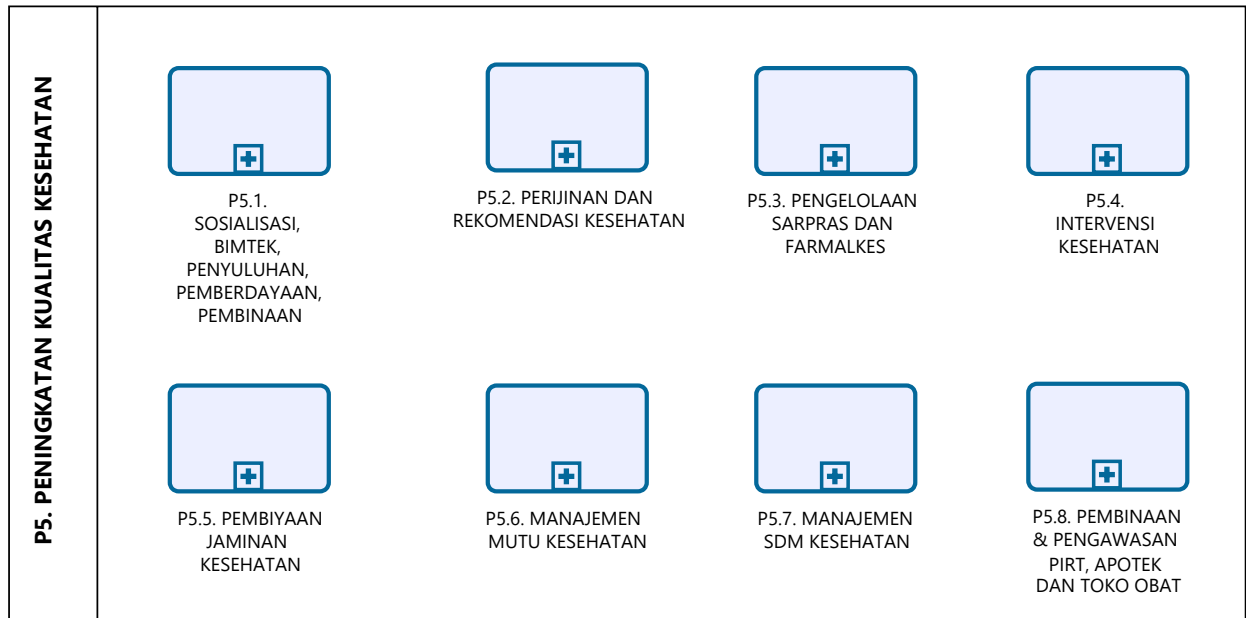 P5. PENINGKATAN KUALITAS KESEHATAN
P5.1.
SOSIALISASI,
BIMTEK,
PENYULUHAN,
PEMBERDAYAAN,
PEMBINAAN
P5.2. PERIJINAN DAN
REKOMENDASI KESEHATAN
P5.3. PENGELOLAAN
SARPRAS DAN
FARMALKES
P5.4.
INTERVENSI
KESEHATAN
P5.5. PEMBIYAAN
JAMINAN
KESEHATAN
P5.6. MANAJEMEN
MUTU KESEHATAN
P5.7. MANAJEMEN
SDM KESEHATAN
P5.8. PEMBINAAN
& PENGAWASAN
PIRT, APOTEK
DAN TOKO OBAT